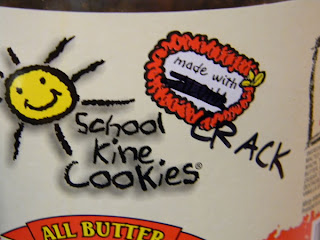 made with
CRACK
School
Kine
Cookies®
ALL BUTTER